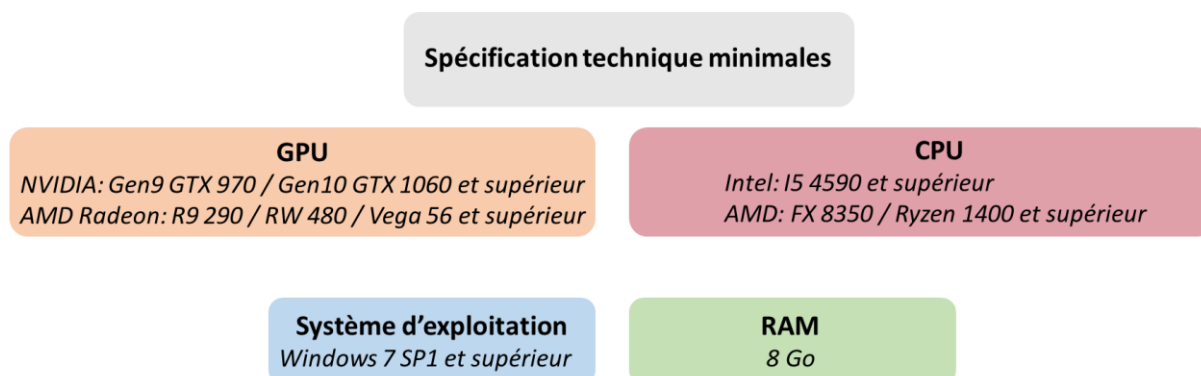 Spécification technique minimales
GPU
NVIDIA: Gen9 GTX 970 / Gen10 GTX 1060 et supérieur
AMD Radeon: R9 290 / RW 480 / Vega 56 et supérieur
CPU
Intel: I5 4590 et supérieur
AMD: FX 8350 / Ryzen 1400 et supérieur
Système d'exploitation
Windows 7 SP1 et supérieur
RAM
8 Go